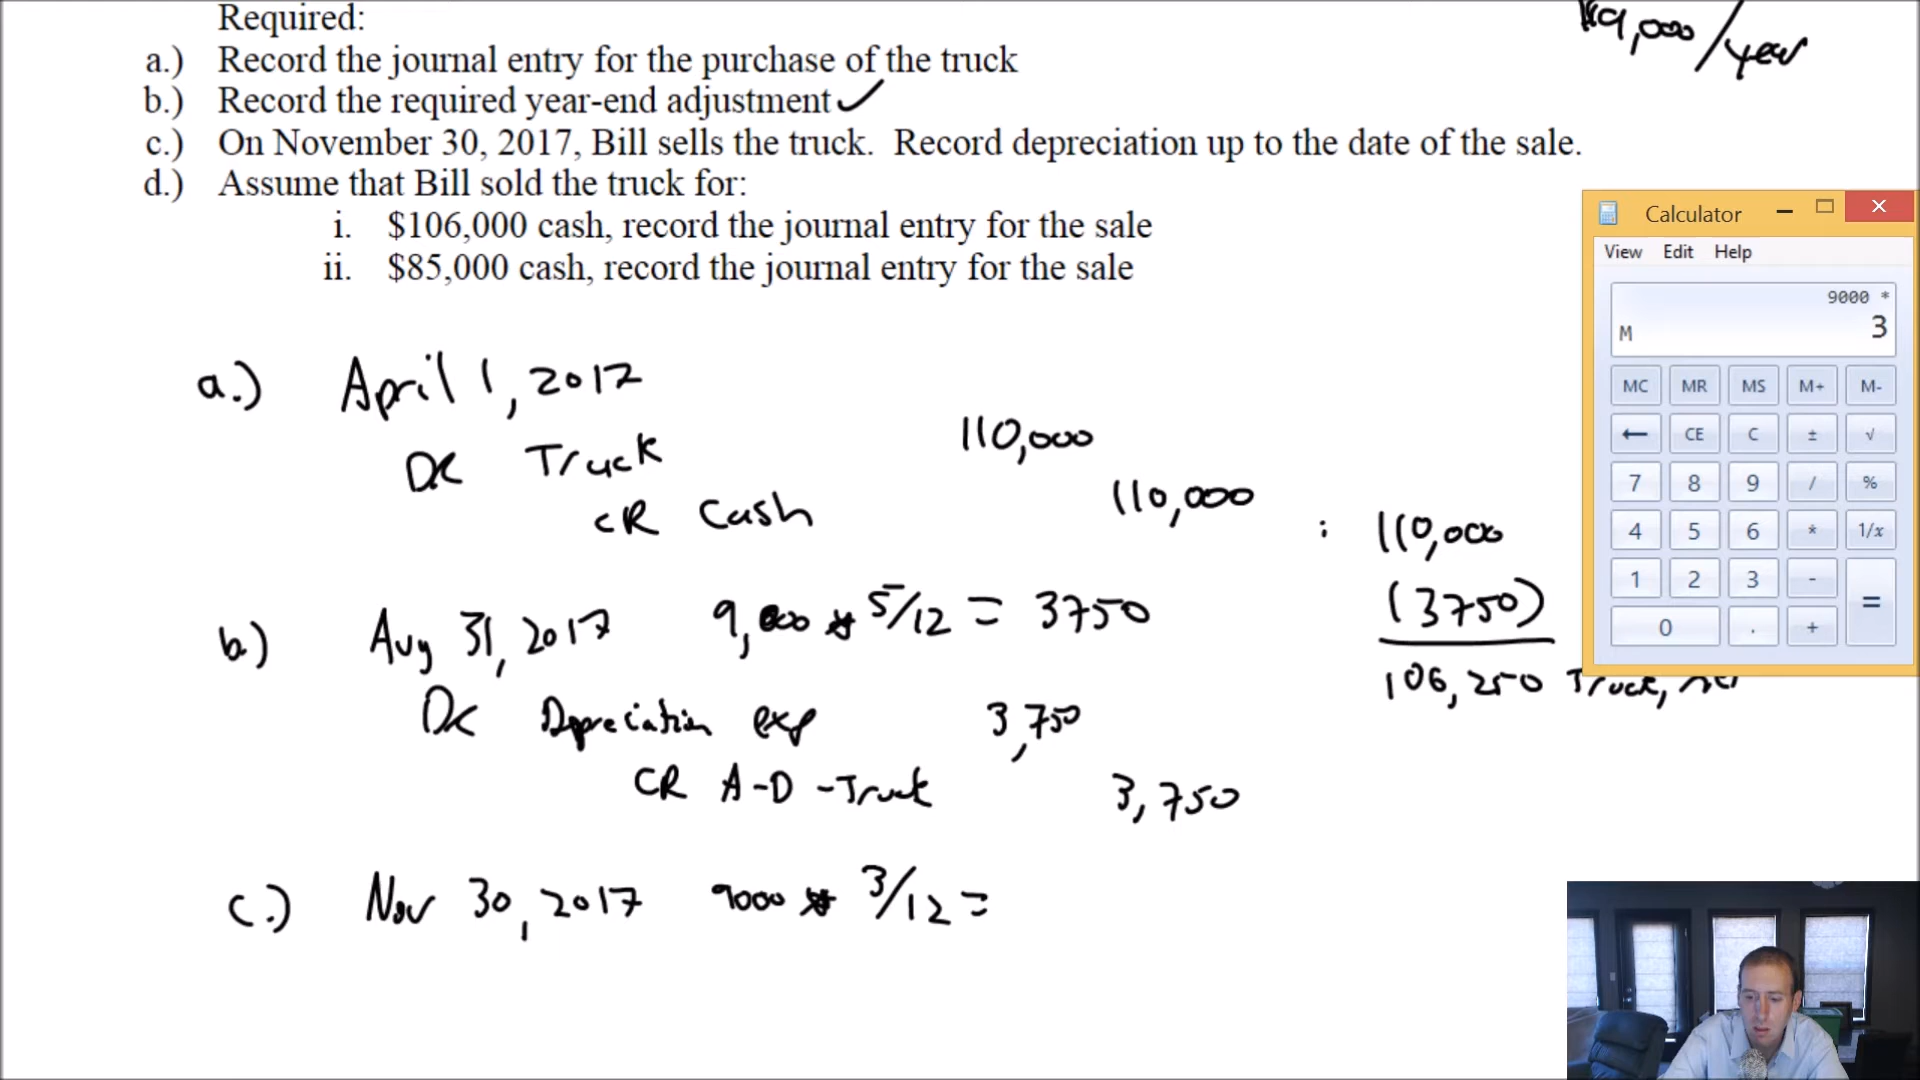 Required:
a.) Record the journal entry for the purchase of the truck
b.) Record the required year-end adjustment
c.) On November 30, 2017, Bill sells the truck. Record depreciation up to the date of the sale.
d.) Assume that Bill sold the truck for:
i. $106,000 cash, record the journal entry for the sale
ii. $85,000 cash, record the journal entry for the sale
9,000/year
Calculator
View Edit Help
9000 *
M 3
MC MR MS M+ M-
← CE C ± √
7 8 9 / %
4 5 6 * 1/x
1 2 3 - =
0 . +
a.) April 1, 2017
DR Truck 110,000
CR Cash 110,000
: 110,000
(3750)
106,250 Truck,
b) Aug 31, 2017 9,000 * 5/12 = 3750
DR Depreciation exp 3,750
CR A-D-Truck 3,750
c.) Nov 30, 2017 9000 * 3/12 =